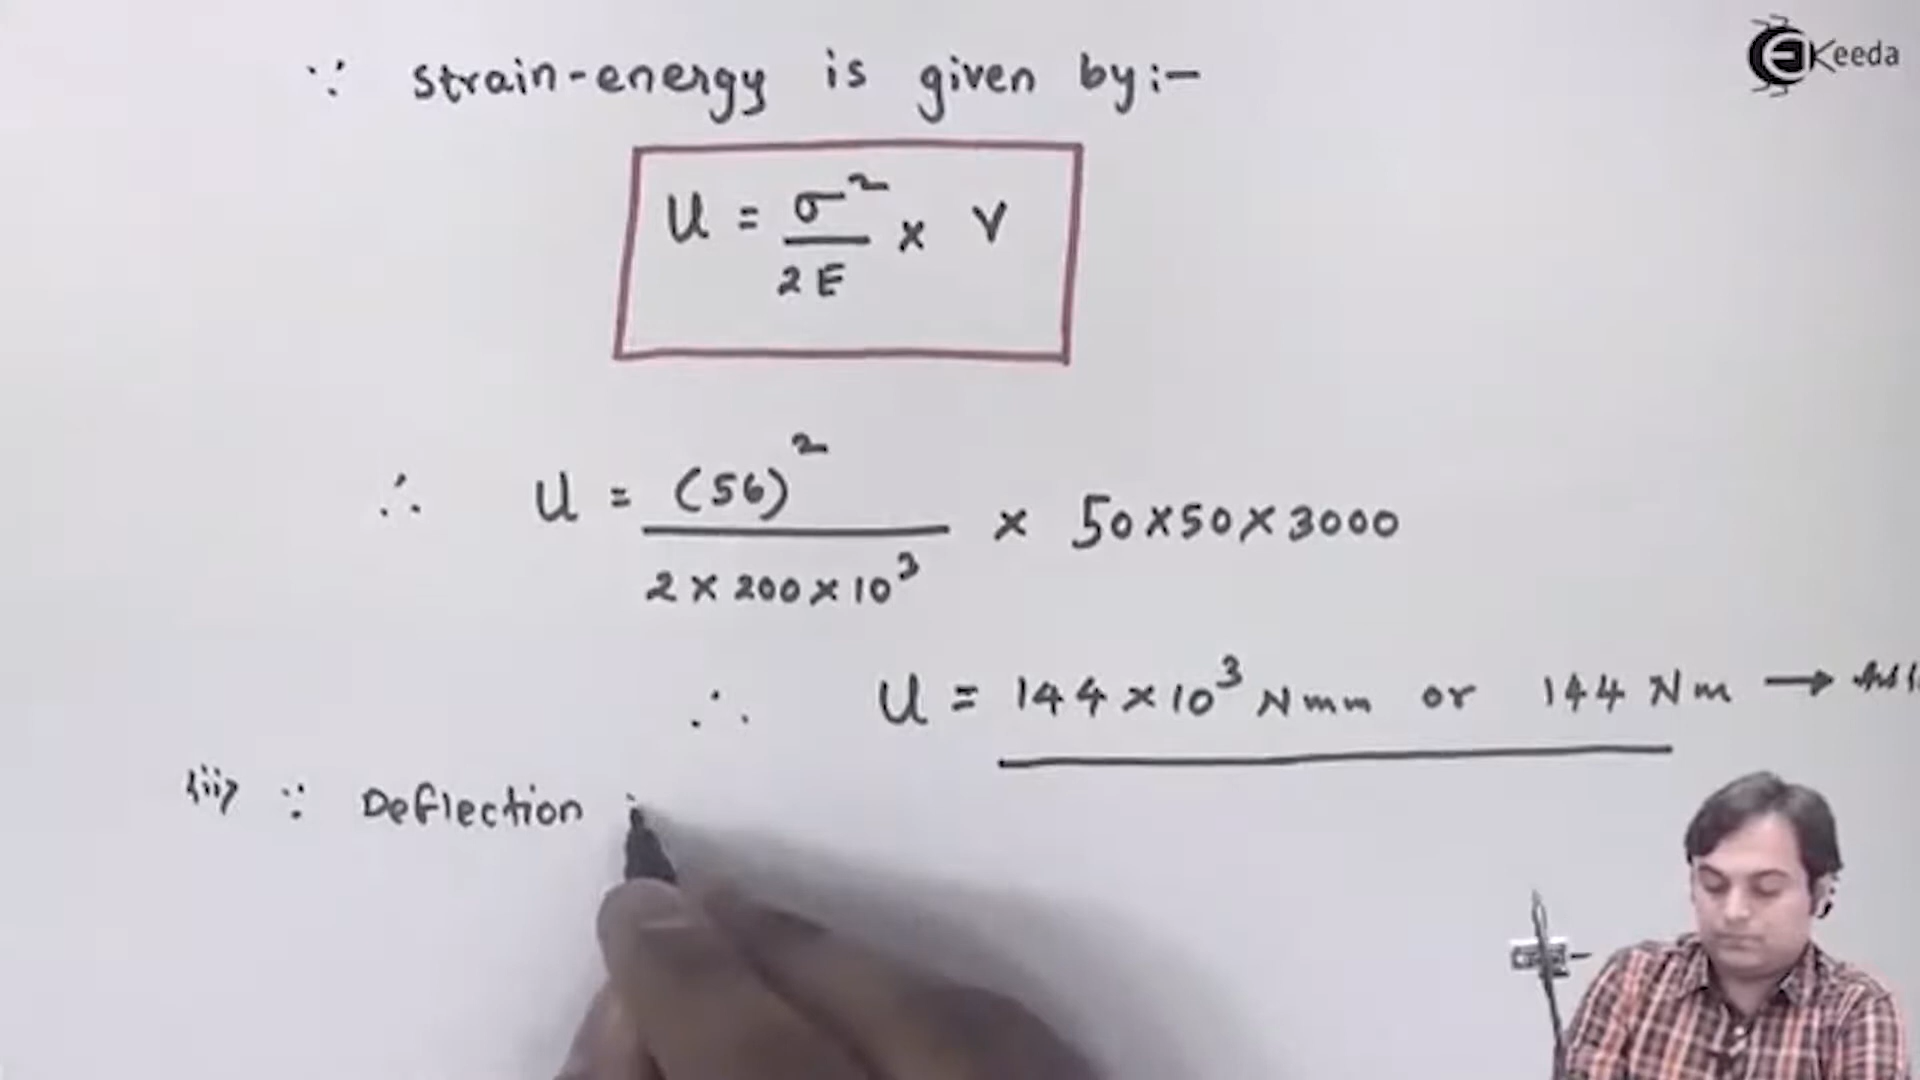 ∵ strain-energy is given by:-
EKeeda
U = σ² / 2E × V
∴ U = (56)² / 2 × 200 × 10³ × 50×50×3000
∴ U = 144 × 10³ Nmm or 144 Nm →
(ii) ∵ Deflection